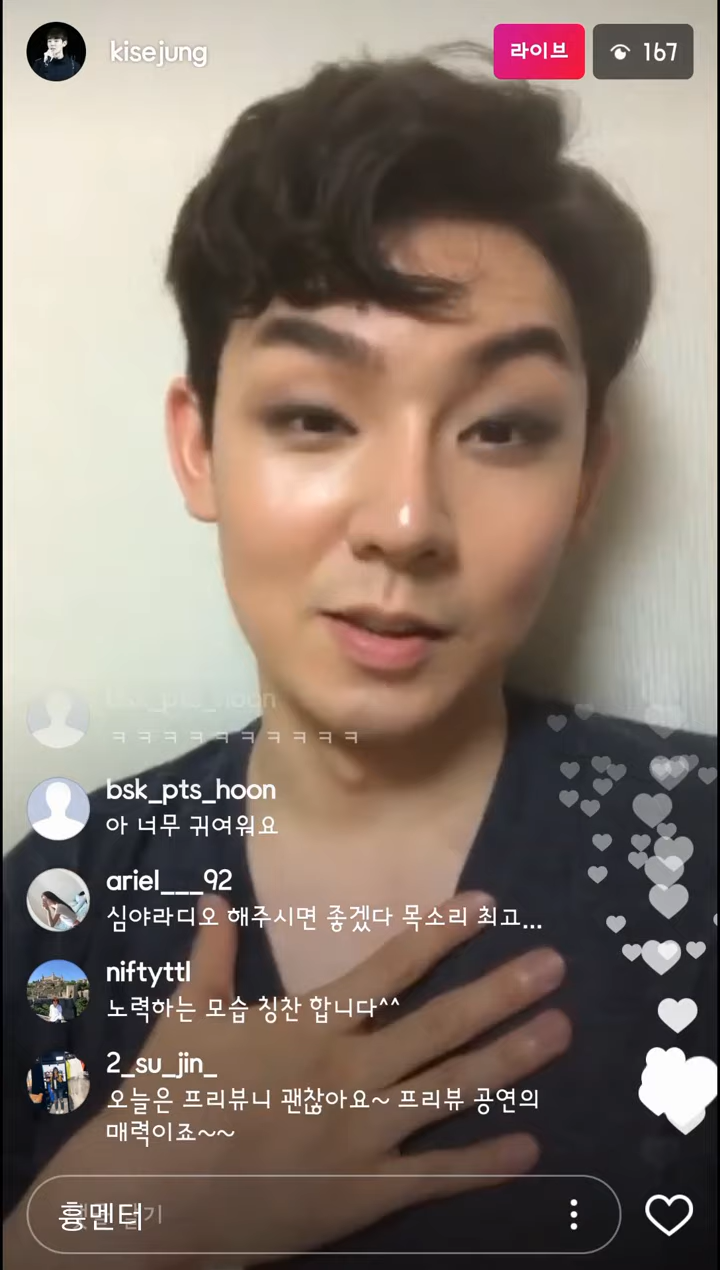 kisejung
라이브
167
bsk_pts_hoon
ㅋㅋㅋㅋㅋㅋㅋㅋㅋㅋ
bsk_pts_hoon
아 너무 귀여워요
ariel___92
심야라디오 해주시면 좋겠다 목소리 최고...
niftyttl
노력하는 모습 칭찬 합니다^^
2_su_jin_
오늘은 프리뷰니 괜찮아요~ 프리뷰 공연의
매력이죠~~
흉멘터